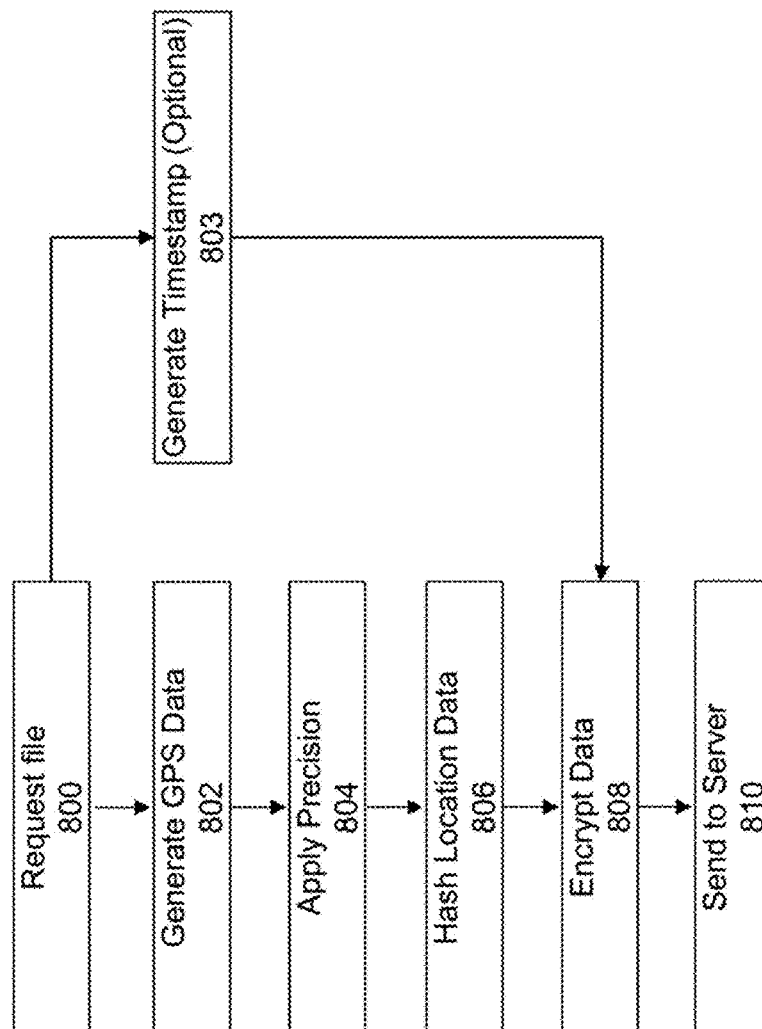 Request file
800
Generate Timestamp (Optional)
803
Generate GPS Data
802
Apply Precision
804
Hash Location Data
806
Encrypt Data
808
Send to Server
810